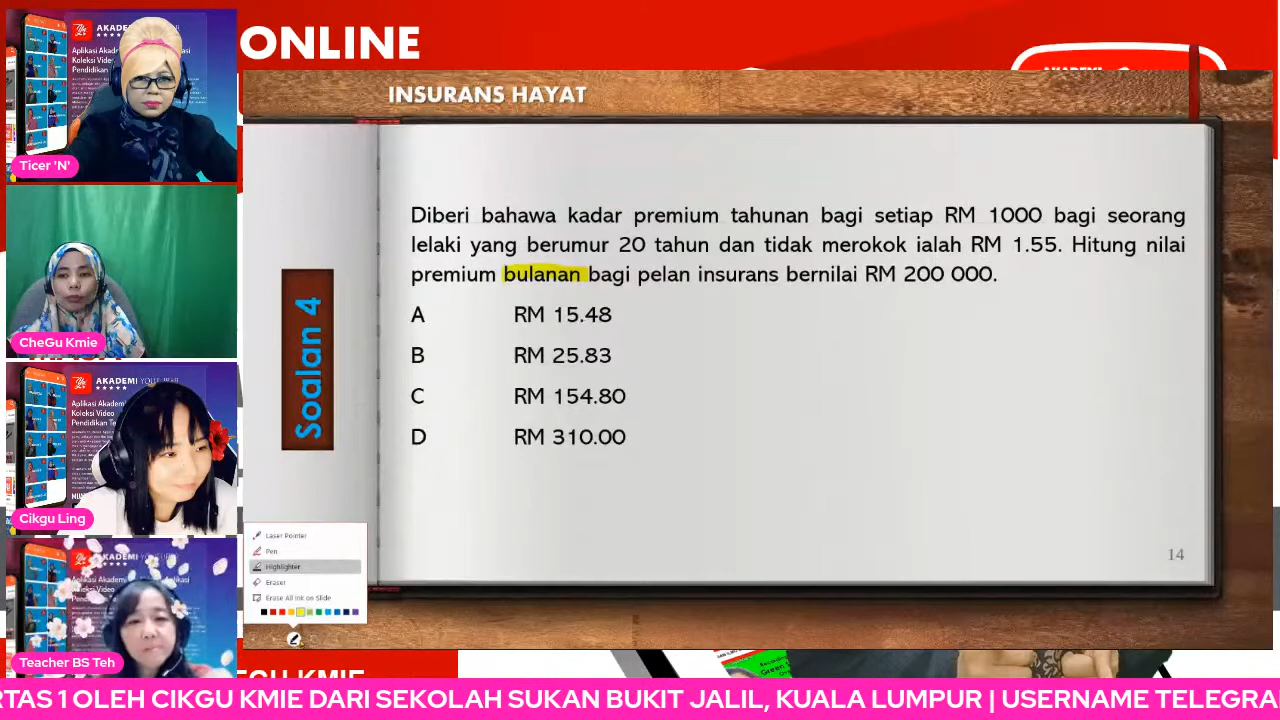 ONLINE
AKADEMI
INSURANS HAYAT
Ticer 'N'
CheGu Kmie
AKADEMI YOUTUBER
Aplikasi Akademi
Koleksi Video
Pendidikan
Cikgu Ling
Teacher BS Teh
Soalan 4
Diberi bahawa kadar premium tahunan bagi setiap RM 1000 bagi seorang
lelaki yang berumur 20 tahun dan tidak merokok ialah RM 1.55. Hitung nilai
premium bulanan bagi pelan insurans bernilai RM 200 000.
A RM 15.48
B RM 25.83
C RM 154.80
D RM 310.00
14
Laser Pointer
Pen
Highlighter
Eraser
Erase All Ink on Slide
RTAS 1 OLEH CIKGU KMIE DARI SEKOLAH SUKAN BUKIT JALIL, KUALA LUMPUR | USERNAME TELEGRA